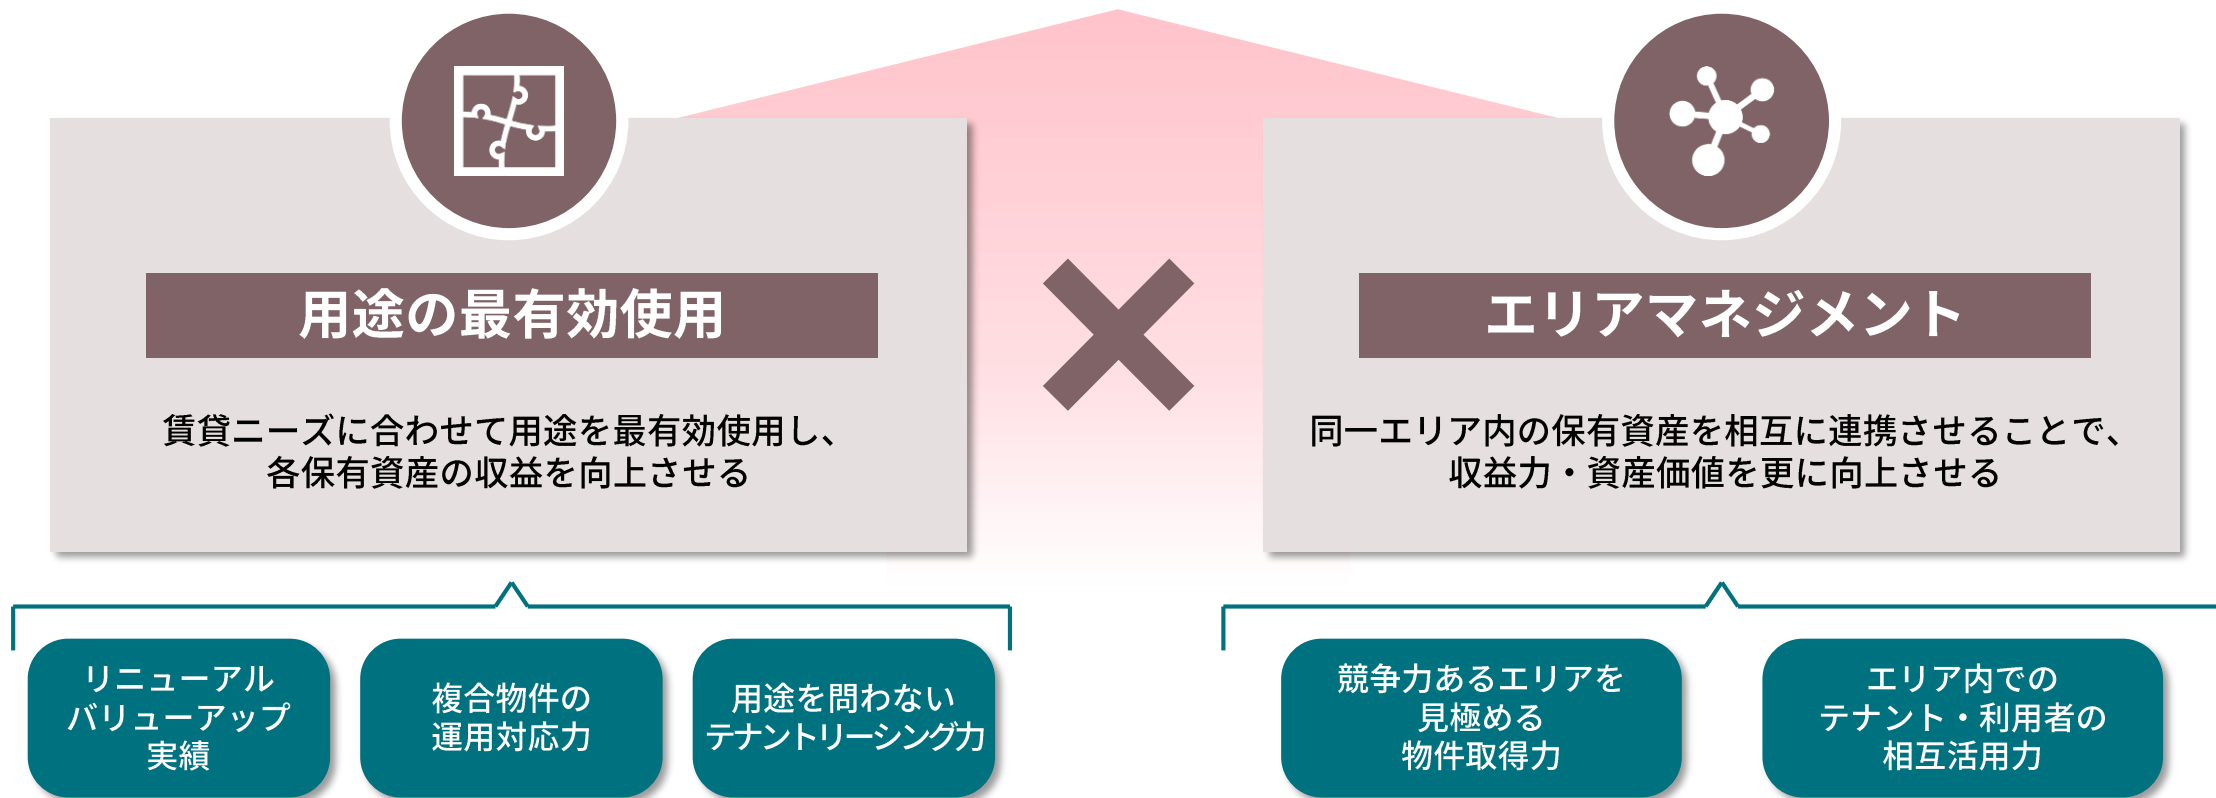 用途の最有効使用
賃貸ニーズに合わせて用途を最有効使用し、
各保有資産の収益を向上させる
エリアマネジメント
同一エリア内の保有資産を相互に連携させることで、
収益力・資産価値を更に向上させる
リニューアル
バリューアップ
実績
複合物件の
運用対応力
用途を問わない
テナントリーシング力
競争力あるエリアを
見極める
物件取得力
エリア内での
テナント・利用者の
相互活用力